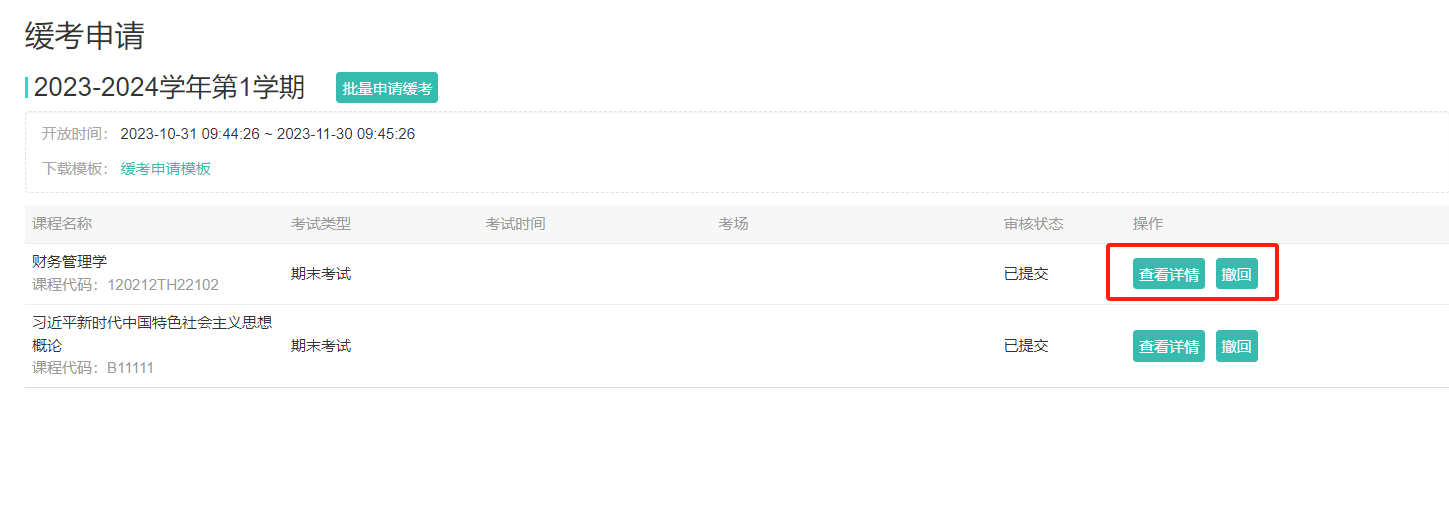 缓考申请
2023-2024学年第1学期 批量申请缓考
开放时间： 2023-10-31 09:44:26 ~ 2023-11-30 09:45:26
下载模板： 缓考申请模板
课程名称 考试类型 考试时间 考场 审核状态 操作
财务管理学
课程代码：120212TH22102
期末考试 已提交 查看详情 撤回
习近平新时代中国特色社会主义思想
概论
课程代码：B11111
期末考试 已提交 查看详情 撤回